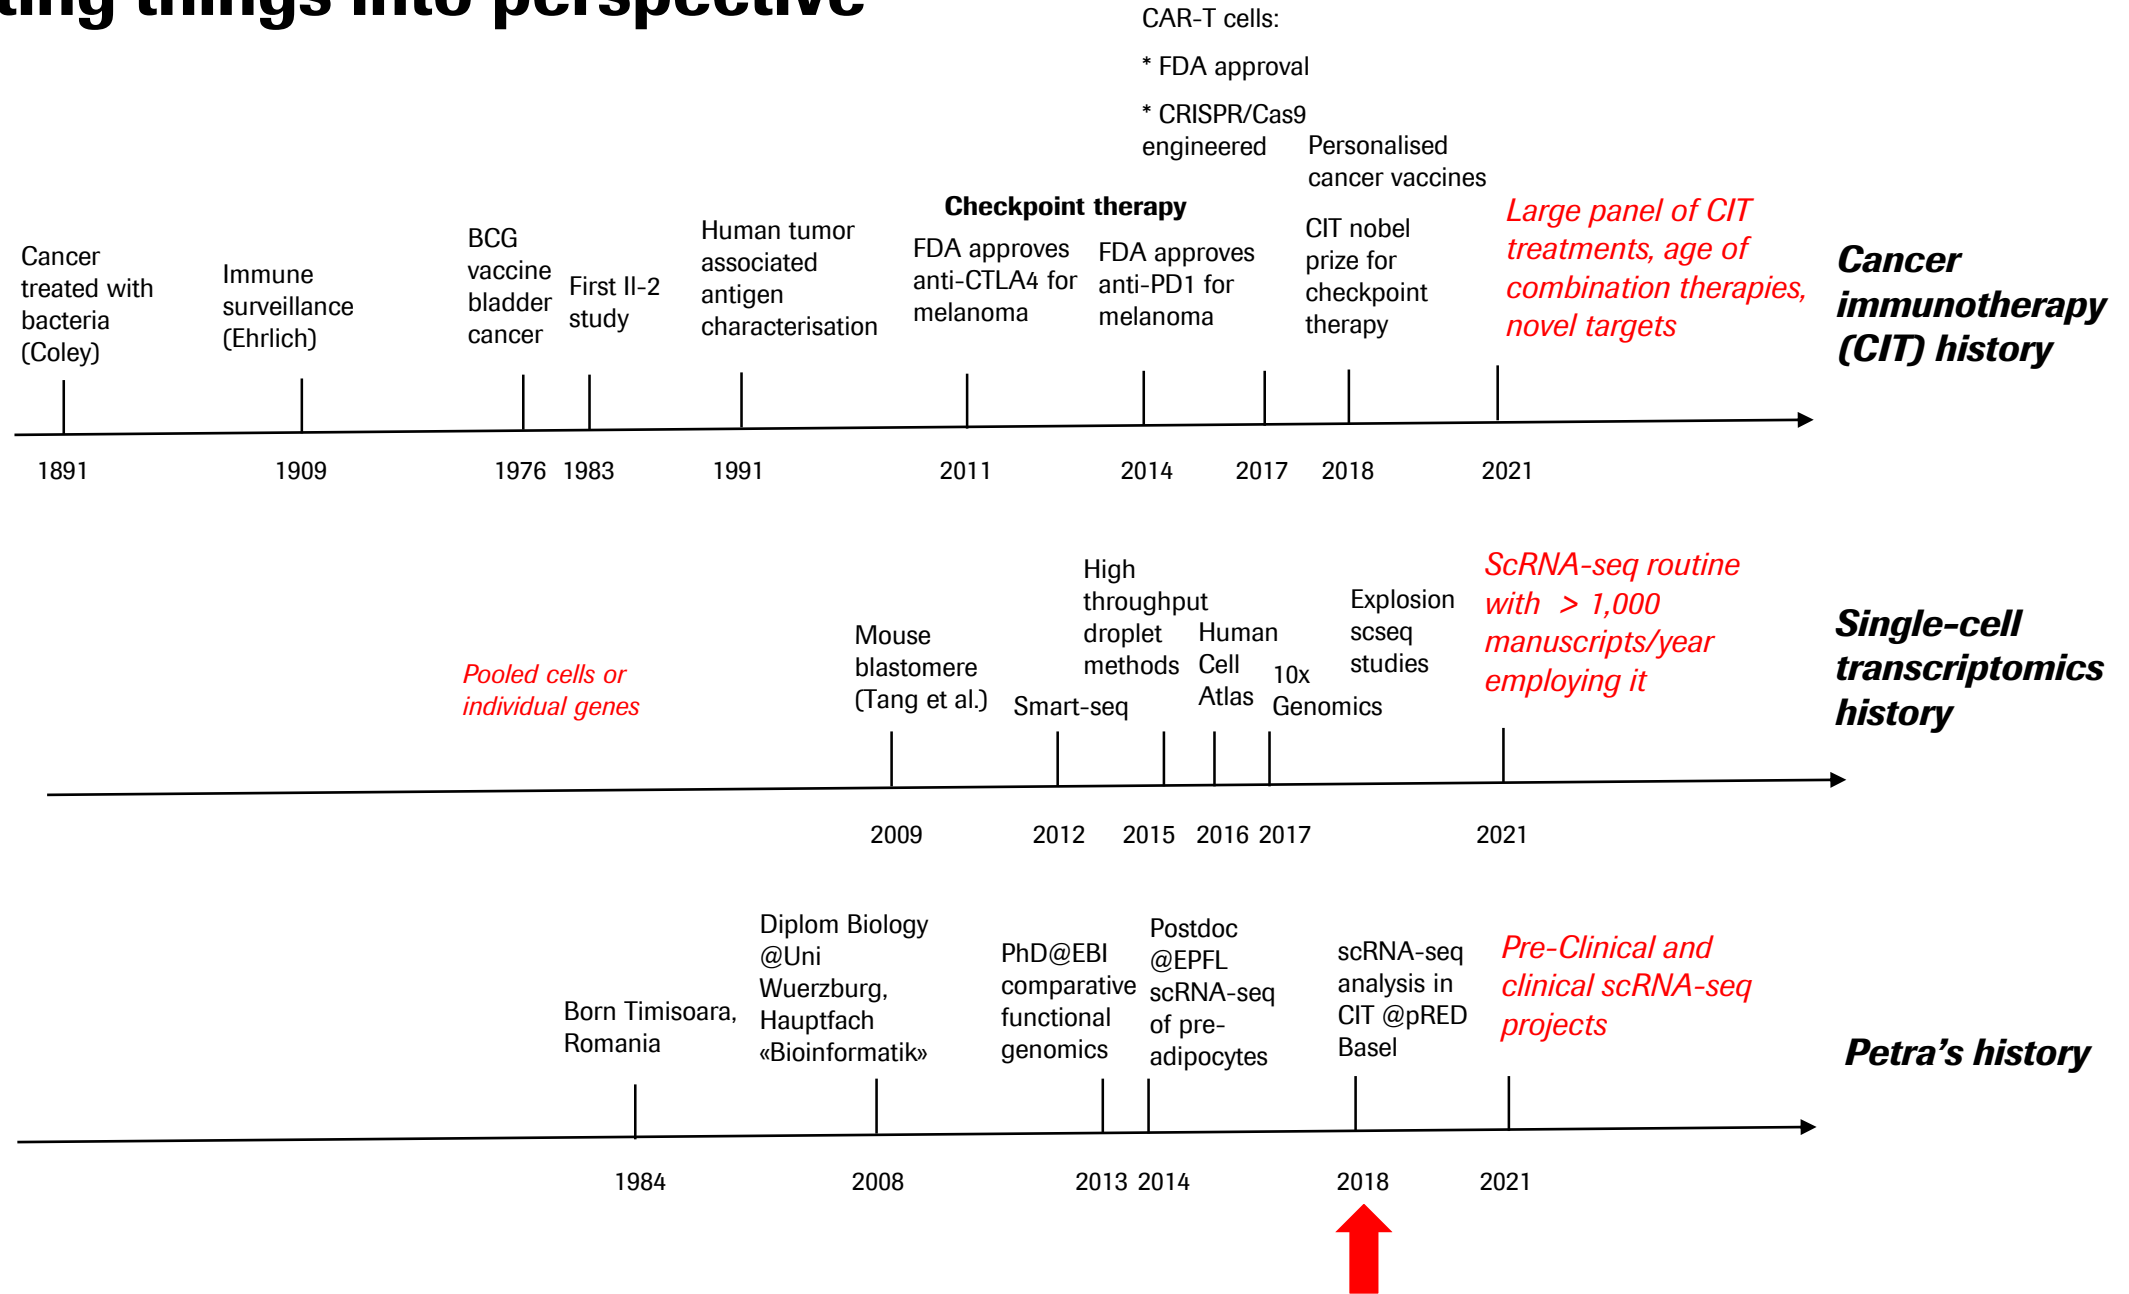 ting things into perspective
CAR-T cells:
* FDA approval
* CRISPR/Cas9
engineered
Personalised
cancer vaccines
Checkpoint therapy
Cancer
treated with
bacteria
(Coley)
Immune
surveillance
(Ehrlich)
BCG
vaccine
bladder
cancer
First Il-2
study
Human tumor
associated
antigen
characterisation
FDA approves
anti-CTLA4 for
melanoma
FDA approves
anti-PD1 for
melanoma
CIT nobel
prize for
checkpoint
therapy
Large panel of CIT
treatments, age of
combination therapies,
novel targets
Cancer
immunotherapy
(CIT) history
1891
1909
1976
1983
1991
2011
2014
2017
2018
2021
Pooled cells or
individual genes
Mouse
blastomere
(Tang et al.)
Smart-seq
High
throughput
droplet
methods
Human
Cell
Atlas
10x
Genomics
Explosion
scseq
studies
ScRNA-seq routine
with > 1,000
manuscripts/year
employing it
Single-cell
transcriptomics
history
2009
2012
2015
2016
2017
2021
Born Timisoara,
Romania
Diplom Biology
@Uni
Wuerzburg,
Hauptfach
«Bioinformatik»
PhD@EBI
comparative
functional
genomics
Postdoc
@EPFL
scRNA-seq
of pre-
adipocytes
scRNA-seq
analysis in
CIT @pRED
Basel
Pre-Clinical and
clinical scRNA-seq
projects
Petra's history
1984
2008
2013
2014
2018
2021